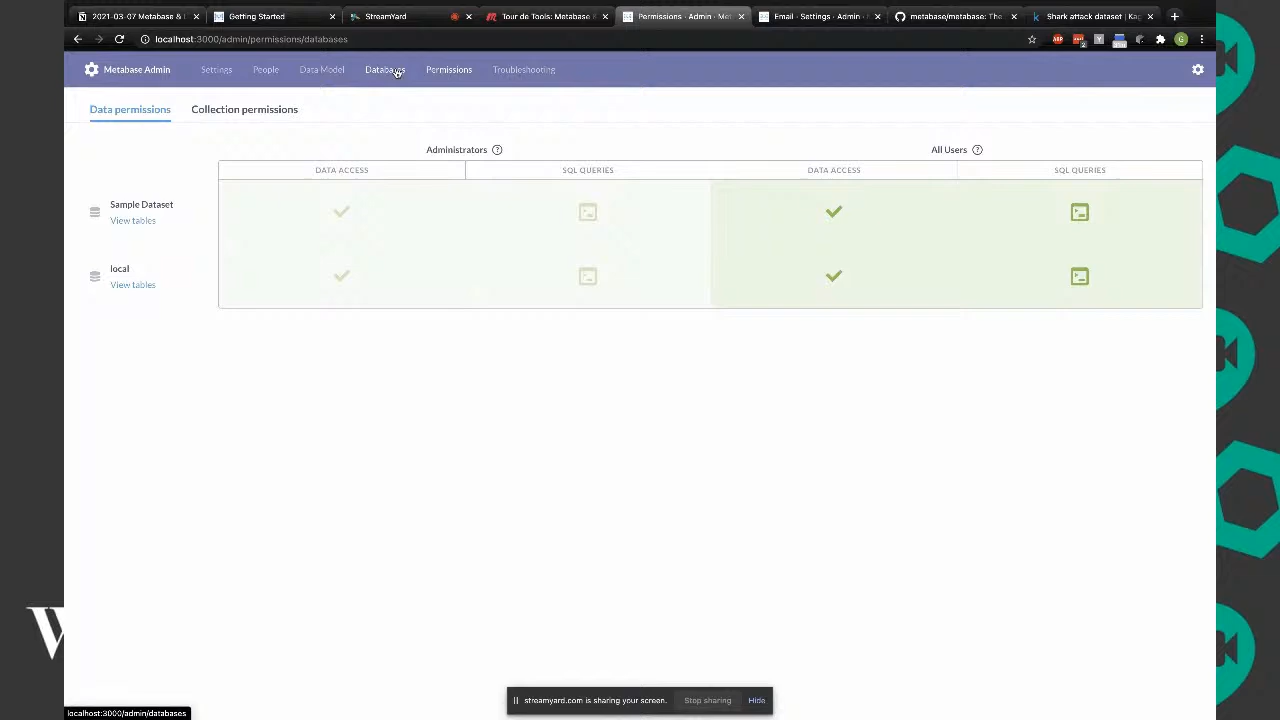 2021-03-07 Metabase &
Getting Started
StreamYard
Tour de Tools: Metabase
Permissions · Admin · Met
Email · Settings · Admin ·
metabase/metabase: The
Shark attack dataset | Kag
localhost:3000/admin/permissions/databases
Metabase Admin
Settings
People
Data Model
Databases
Permissions
Troubleshooting
Data permissions
Collection permissions
Administrators ?
All Users ?
DATA ACCESS
SQL QUERIES
DATA ACCESS
SQL QUERIES
Sample Dataset
View tables
local
View tables
W
streamyard.com is sharing your screen.
Stop sharing
Hide
localhost:3000/admin/databases